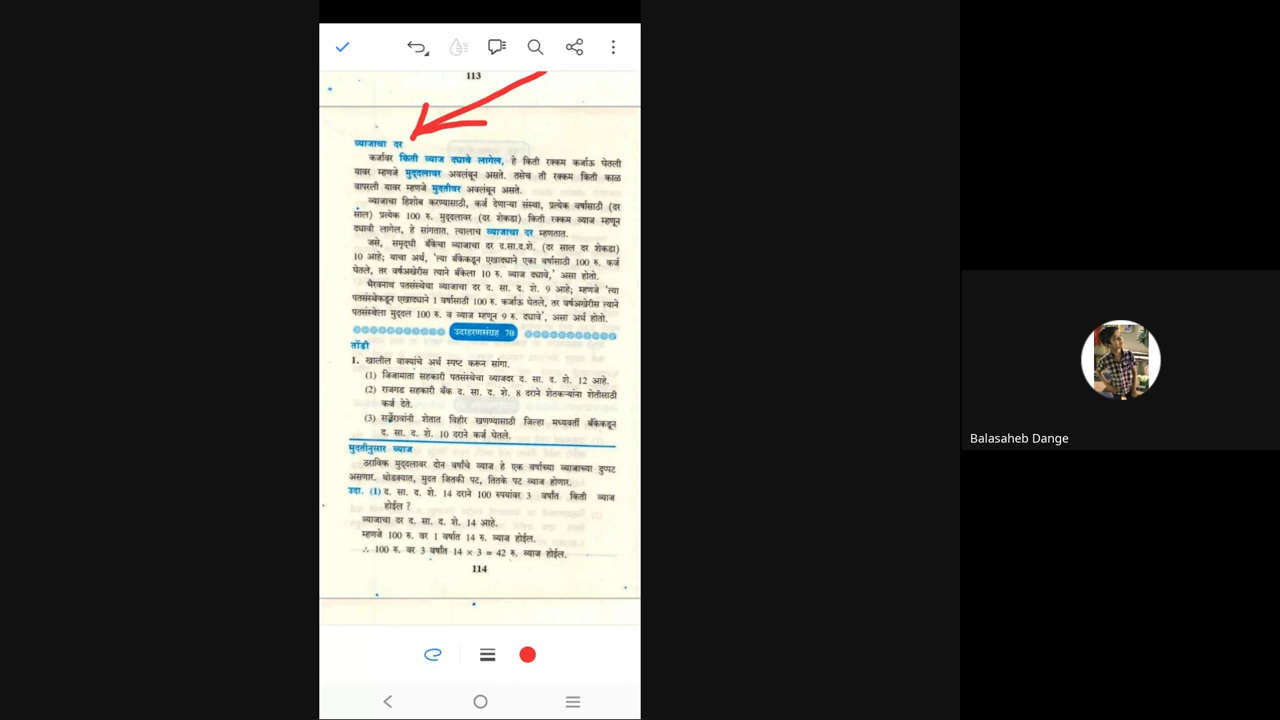 113
व्याजाचा दर
कर्जावर किती व्याज दयावे लागेल, हे किती रक्कम कर्जाऊ घेतली
यावर म्हणजे मुद्दलावर अवलंबून असते. तसेच ती रक्कम किती काळ
वापरली यावर म्हणजे मुदतीवर अवलंबून असते.
व्याजाचा हिशोब करण्यासाठी, कर्ज देणाऱ्या संस्था, प्रत्येक वर्षासाठी (दर
साल) प्रत्येक 100 रु. मुद्दलावर (दर शेकडा) किती रक्कम व्याज म्हणून
दयावी लागेल, हे सांगतात. त्यालाच व्याजाचा दर म्हणतात.
जसे, समृद्धी बँकेचा व्याजाचा दर द.सा.द.शे. (दर साल दर शेकडा)
10 आहे; याचा अर्थ, 'त्या बँकेकडून एखाद्याने एका वर्षासाठी 100 रु. कर्ज
घेतले, तर वर्षअखेरीस त्याने बँकेला 10 रु. व्याज दयावे,' असा होतो.
भैरवनाथ पतसंस्थेचा व्याजाचा दर द. सा. द. शे. 9 आहे; म्हणजे 'त्या
पतसंस्थेकडून एखाद्याने 1 वर्षासाठी 100 रु. कर्जाऊ घेतले, तर वर्षअखेरीस त्याने
पतसंस्थेला मुद्दल 100 रु. व व्याज म्हणून 9 रु. दयावे', असा अर्थ होतो.
उदाहरणसंग्रह 70
तोंडी
1. खालील वाक्यांचे अर्थ स्पष्ट करून सांगा.
(1) जिजामाता सहकारी पतसंस्थेचा व्याजदर द. सा. द. शे. 12 आहे.
(2) राजगड सहकारी बँक द. सा. द. शे. 8 दराने शेतकऱ्यांना शेतीसाठी
कर्ज देते.
(3) सर्जेरावांनी शेतात विहीर खणण्यासाठी जिल्हा मध्यवर्ती बँकेकडून
द. सा. द. शे. 10 दराने कर्ज घेतले.
मुदतीनुसार व्याज
ठराविक मुद्दलावर दोन वर्षांचे व्याज हे एक वर्षाच्या व्याजाच्या दुप्पट
असणार. थोडक्यात, मुदत जितकी पट, तितके पट व्याज होणार.
उदा. (1) द. सा. द. शे. 14 दराने 100 रुपयांवर 3 वर्षांत किती व्याज
होईल ?
व्याजाचा दर द. सा. द. शे. 14 आहे.
म्हणजे 100 रु. वर 1 वर्षात 14 रु. व्याज होईल.
∴ 100 रु. वर 3 वर्षांत 14 × 3 = 42 रु. व्याज होईल.
114
Balasaheb Dange